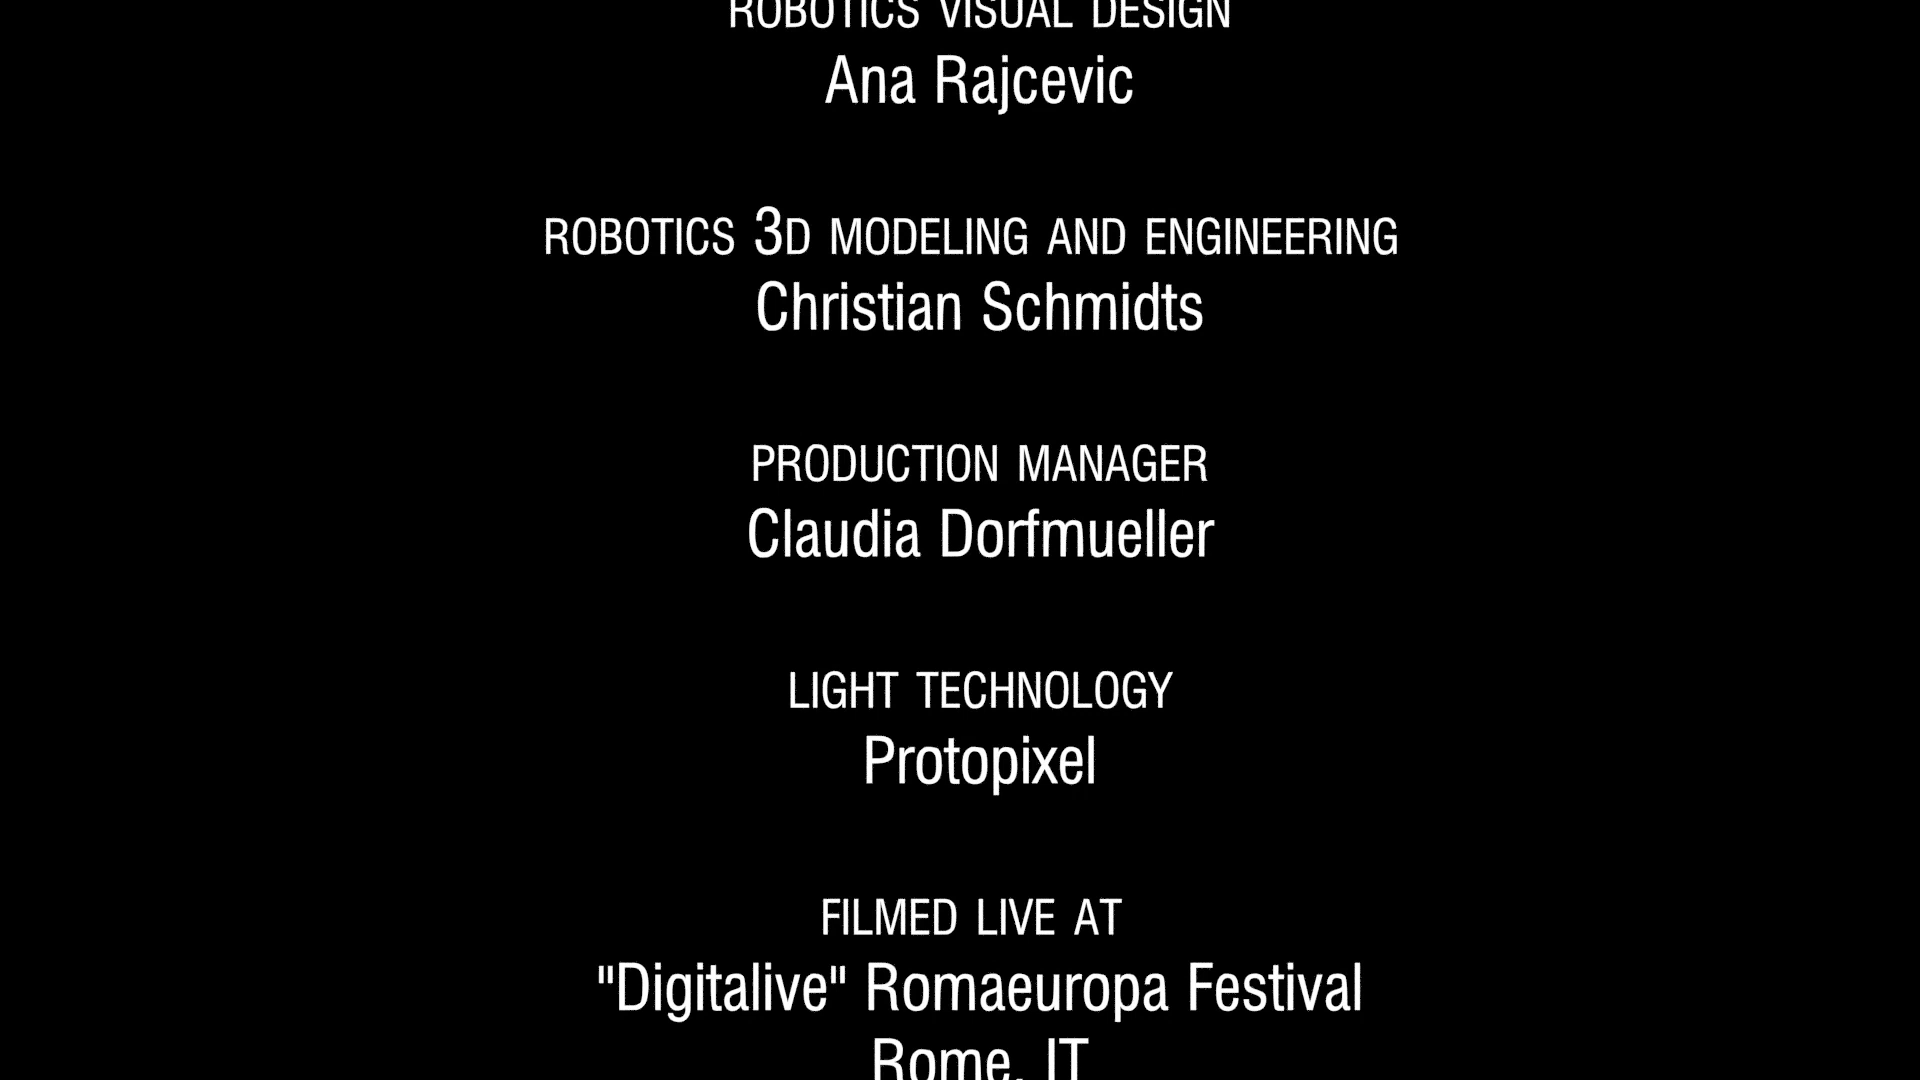 ROBOTICS VISUAL DESIGN
Ana Rajcevic
ROBOTICS 3D MODELING AND ENGINEERING
Christian Schmidts
PRODUCTION MANAGER
Claudia Dorfmueller
LIGHT TECHNOLOGY
Protopixel
FILMED LIVE AT
"Digitalive" Romaeuropa Festival
Rome, IT